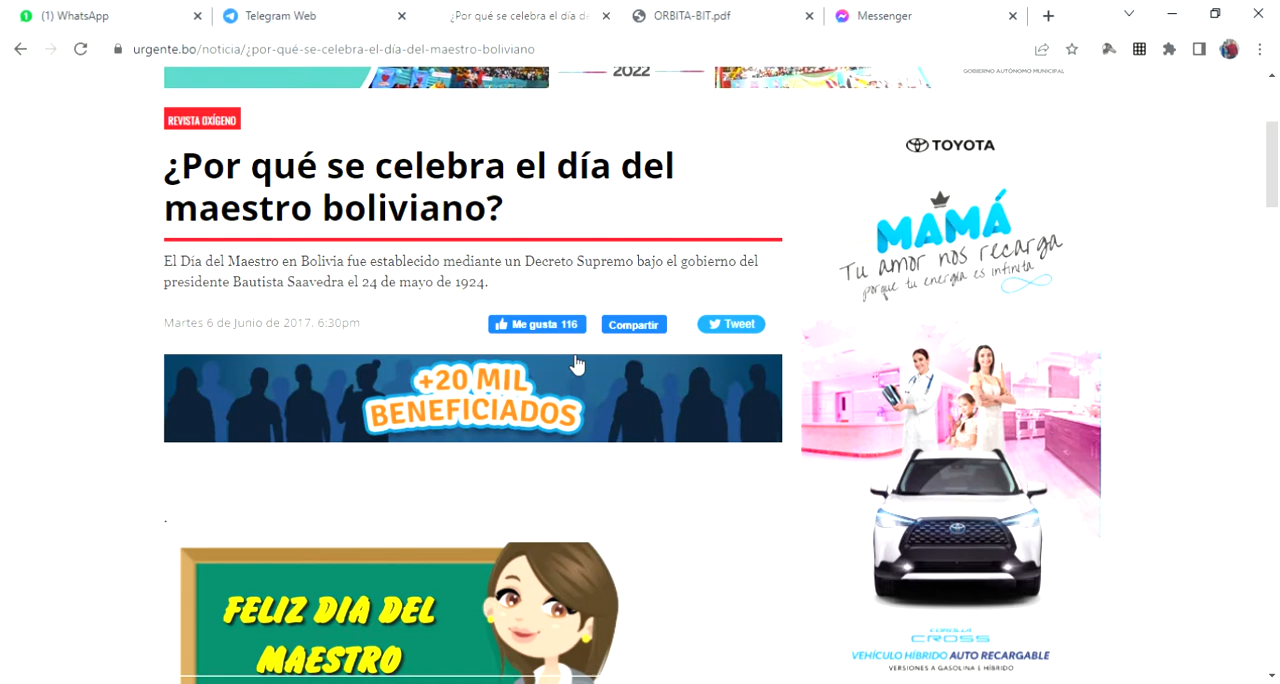 (1) WhatsApp
Telegram Web
¿Por qué se celebra el día de
ORBITA-BIT.pdf
Messenger
urgente.bo/noticia/¿por-qué-se-celebra-el-día-del-maestro-boliviano
2022
GOBIERNO AUTÓNOMO MUNICIPAL
REVISTA OXÍGENO
¿Por qué se celebra el día del
maestro boliviano?
El Día del Maestro en Bolivia fue establecido mediante un Decreto Supremo bajo el gobierno del
presidente Bautista Saavedra el 24 de mayo de 1924.
Martes 6 de Junio de 2017. 6:30pm
Me gusta 116
Compartir
Tweet
+20 MIL
BENEFICIADOS
.
FELIZ DIA DEL
MAESTRO
TOYOTA
MAMÁ
Tu amor nos recarga
porque tu energía es infinita
COROLLA
CROSS
VEHÍCULO HÍBRIDO AUTO RECARGABLE
VERSIONES A GASOLINA E HÍBRIDO